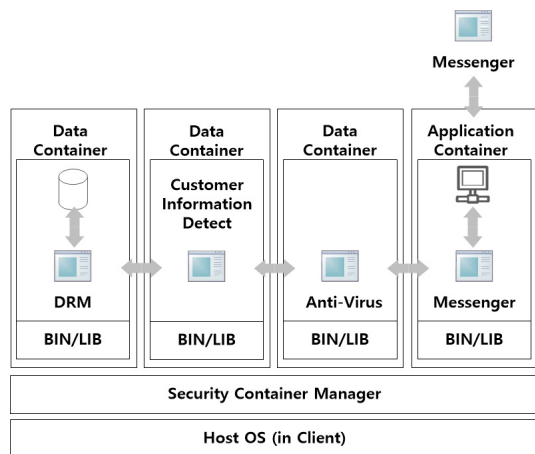 Messenger
Data
Container
Data
Container
Data
Container
Application
Container
Customer
Information
Detect
DRM
Anti-Virus
Messenger
BIN/LIB
BIN/LIB
BIN/LIB
BIN/LIB
Security Container Manager
Host OS (in Client)